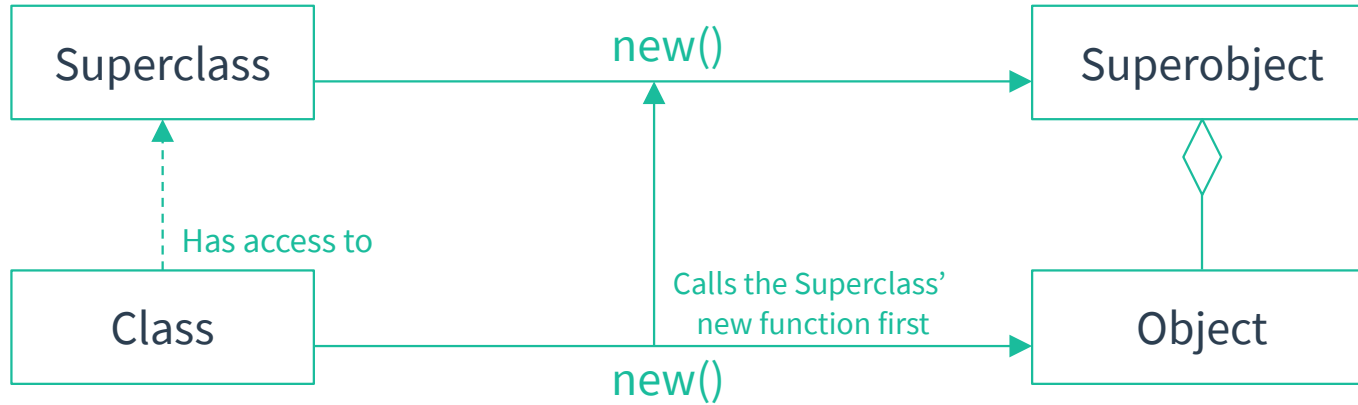 Superclass
new()
Superobject
Has access to
Calls the Superclass’
new function first
Class
new()
Object